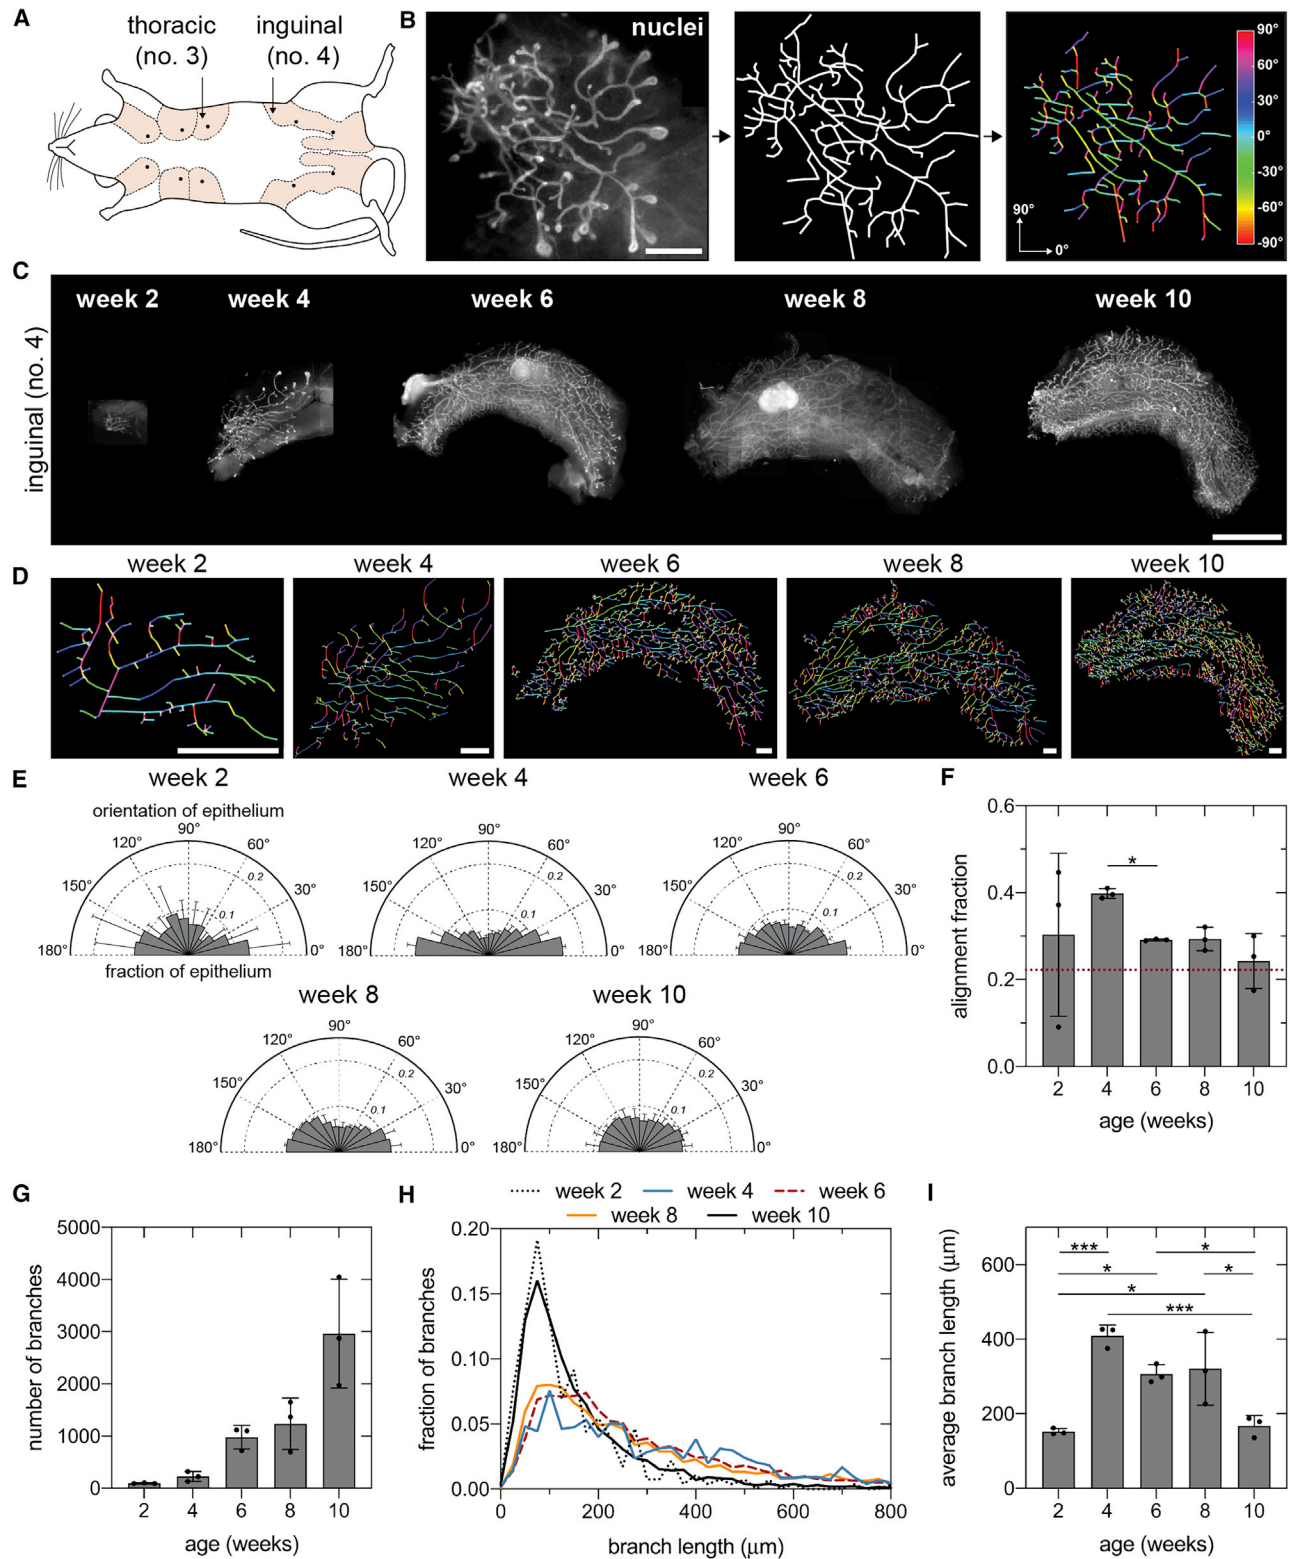 A
thoracic
(no. 3)
inguinal
(no. 4)
B
nuclei
90°
60°
30°
0°
-30°
-60°
-90°
90°
0°
C
inguinal (no. 4)
week 2
week 4
week 6
week 8
week 10
D
week 2
week 4
week 6
week 8
week 10
E
week 2
orientation of epithelium
90°
120°
60°
150°
30°
180°
0°
0.2
0.1
fraction of epithelium
week 4
90°
120°
60°
150°
30°
180°
0°
0.2
0.1
week 6
90°
120°
60°
150°
30°
180°
0°
0.2
0.1
week 8
90°
120°
60°
150°
30°
180°
0°
0.2
0.1
week 10
90°
120°
60°
150°
30°
180°
0°
0.2
0.1
F
alignment fraction
0.6
0.4
0.2
0.0
*
2 4 6 8 10
age (weeks)
G
number of branches
5000
4000
3000
2000
1000
0
2 4 6 8 10
age (weeks)
H
week 2 week 4 week 6
week 8 week 10
fraction of branches
0.20
0.15
0.10
0.05
0.00
0 200 400 600 800
branch length (μm)
I
average branch length (μm)
600
400
200
0
*** *
* *
*
***
2 4 6 8 10
age (weeks)